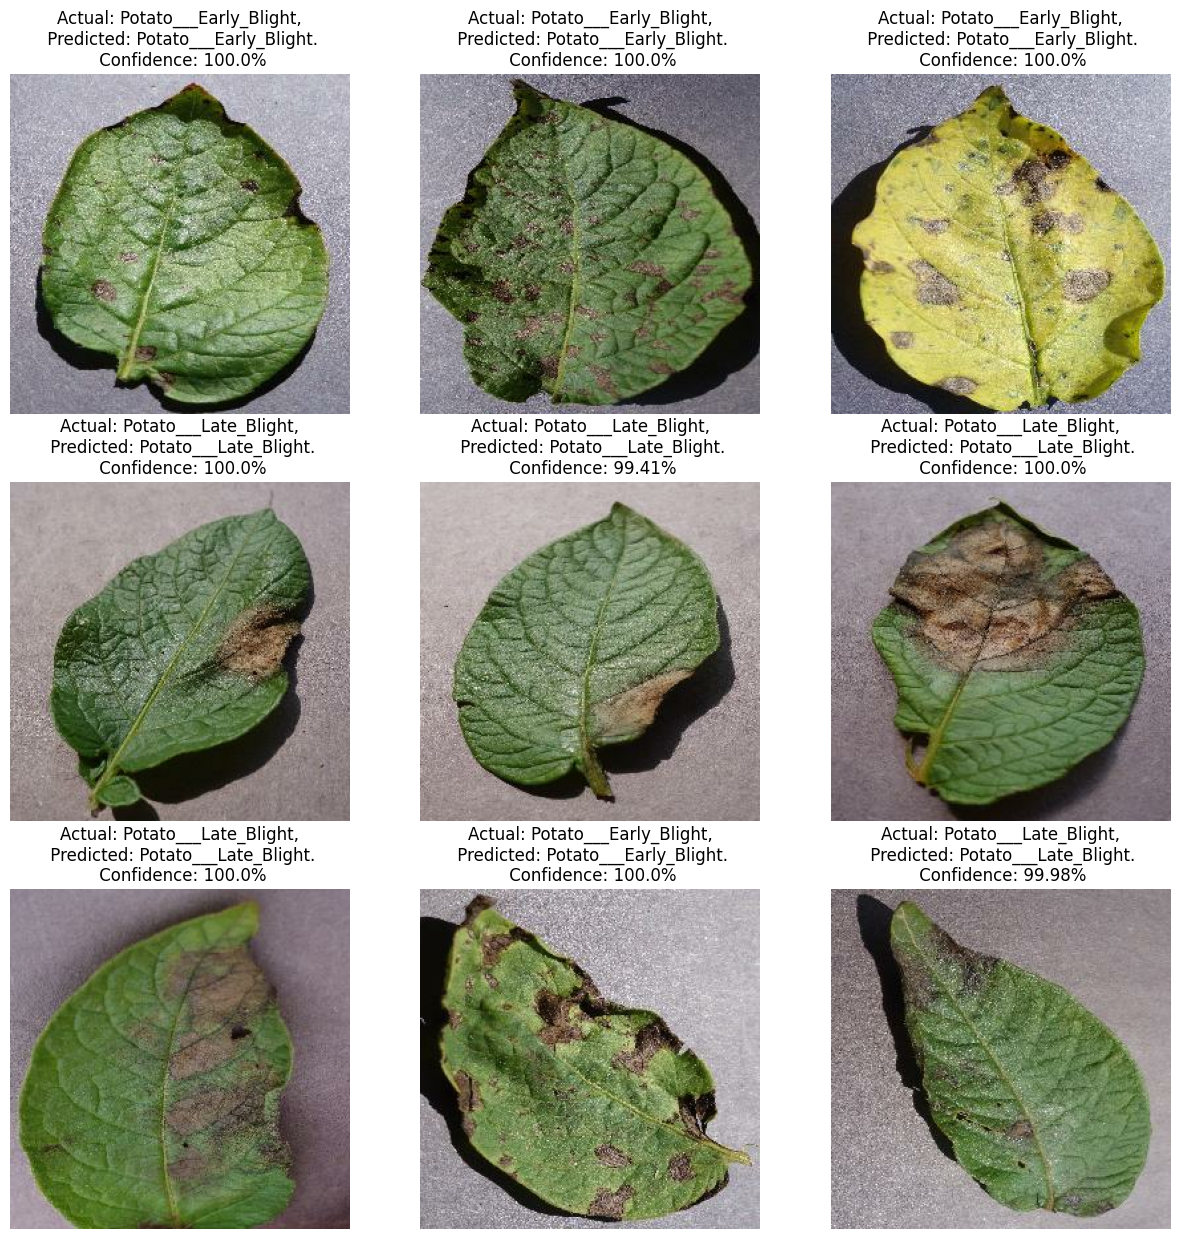 Actual: Potato___Early_Blight,
Predicted: Potato___Early_Blight.
Confidence: 100.0%
Actual: Potato___Early_Blight,
Predicted: Potato___Early_Blight.
Confidence: 100.0%
Actual: Potato___Early_Blight,
Predicted: Potato___Early_Blight.
Confidence: 100.0%
Actual: Potato___Late_Blight,
Predicted: Potato___Late_Blight.
Confidence: 100.0%
Actual: Potato___Late_Blight,
Predicted: Potato___Late_Blight.
Confidence: 99.41%
Actual: Potato___Late_Blight,
Predicted: Potato___Late_Blight.
Confidence: 100.0%
Actual: Potato___Late_Blight,
Predicted: Potato___Late_Blight.
Confidence: 100.0%
Actual: Potato___Early_Blight,
Predicted: Potato___Early_Blight.
Confidence: 100.0%
Actual: Potato___Late_Blight,
Predicted: Potato___Late_Blight.
Confidence: 99.98%